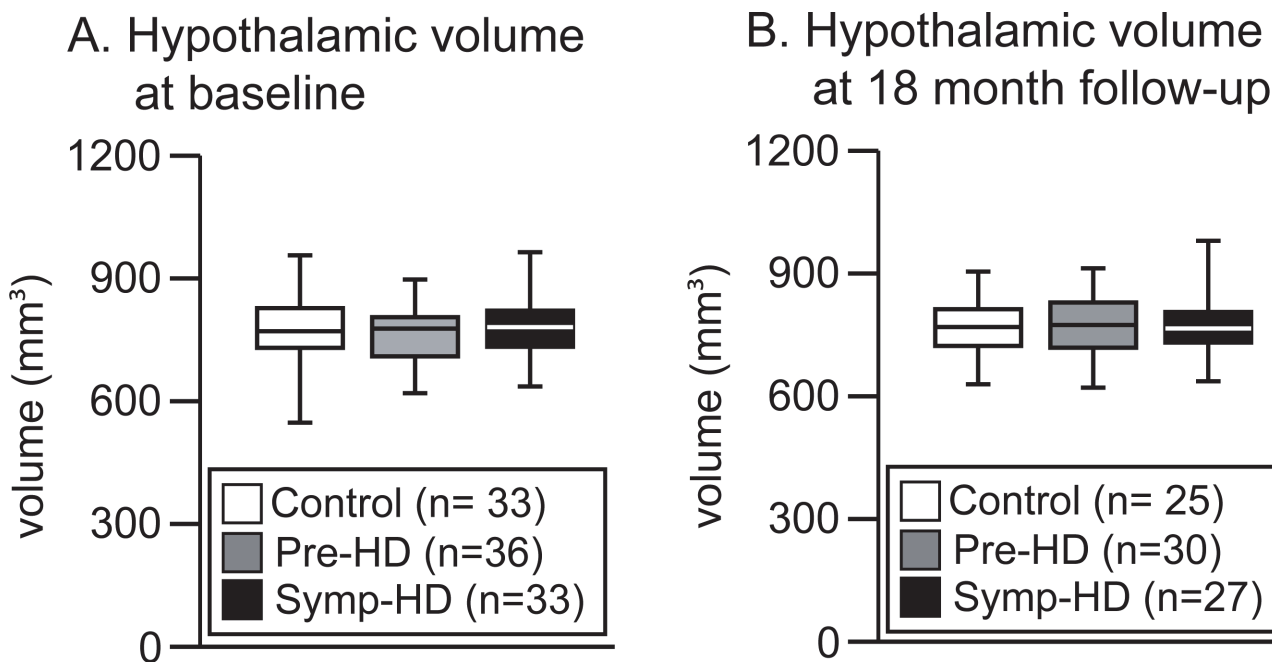 A. Hypothalamic volume
at baseline
1200
900
600
300
0
volume (mm³)
Control (n= 33)
Pre-HD (n=36)
Symp-HD (n=33)
B. Hypothalamic volume
at 18 month follow-up
1200
900
600
300
0
volume (mm³)
Control (n= 25)
Pre-HD (n=30)
Symp-HD (n=27)